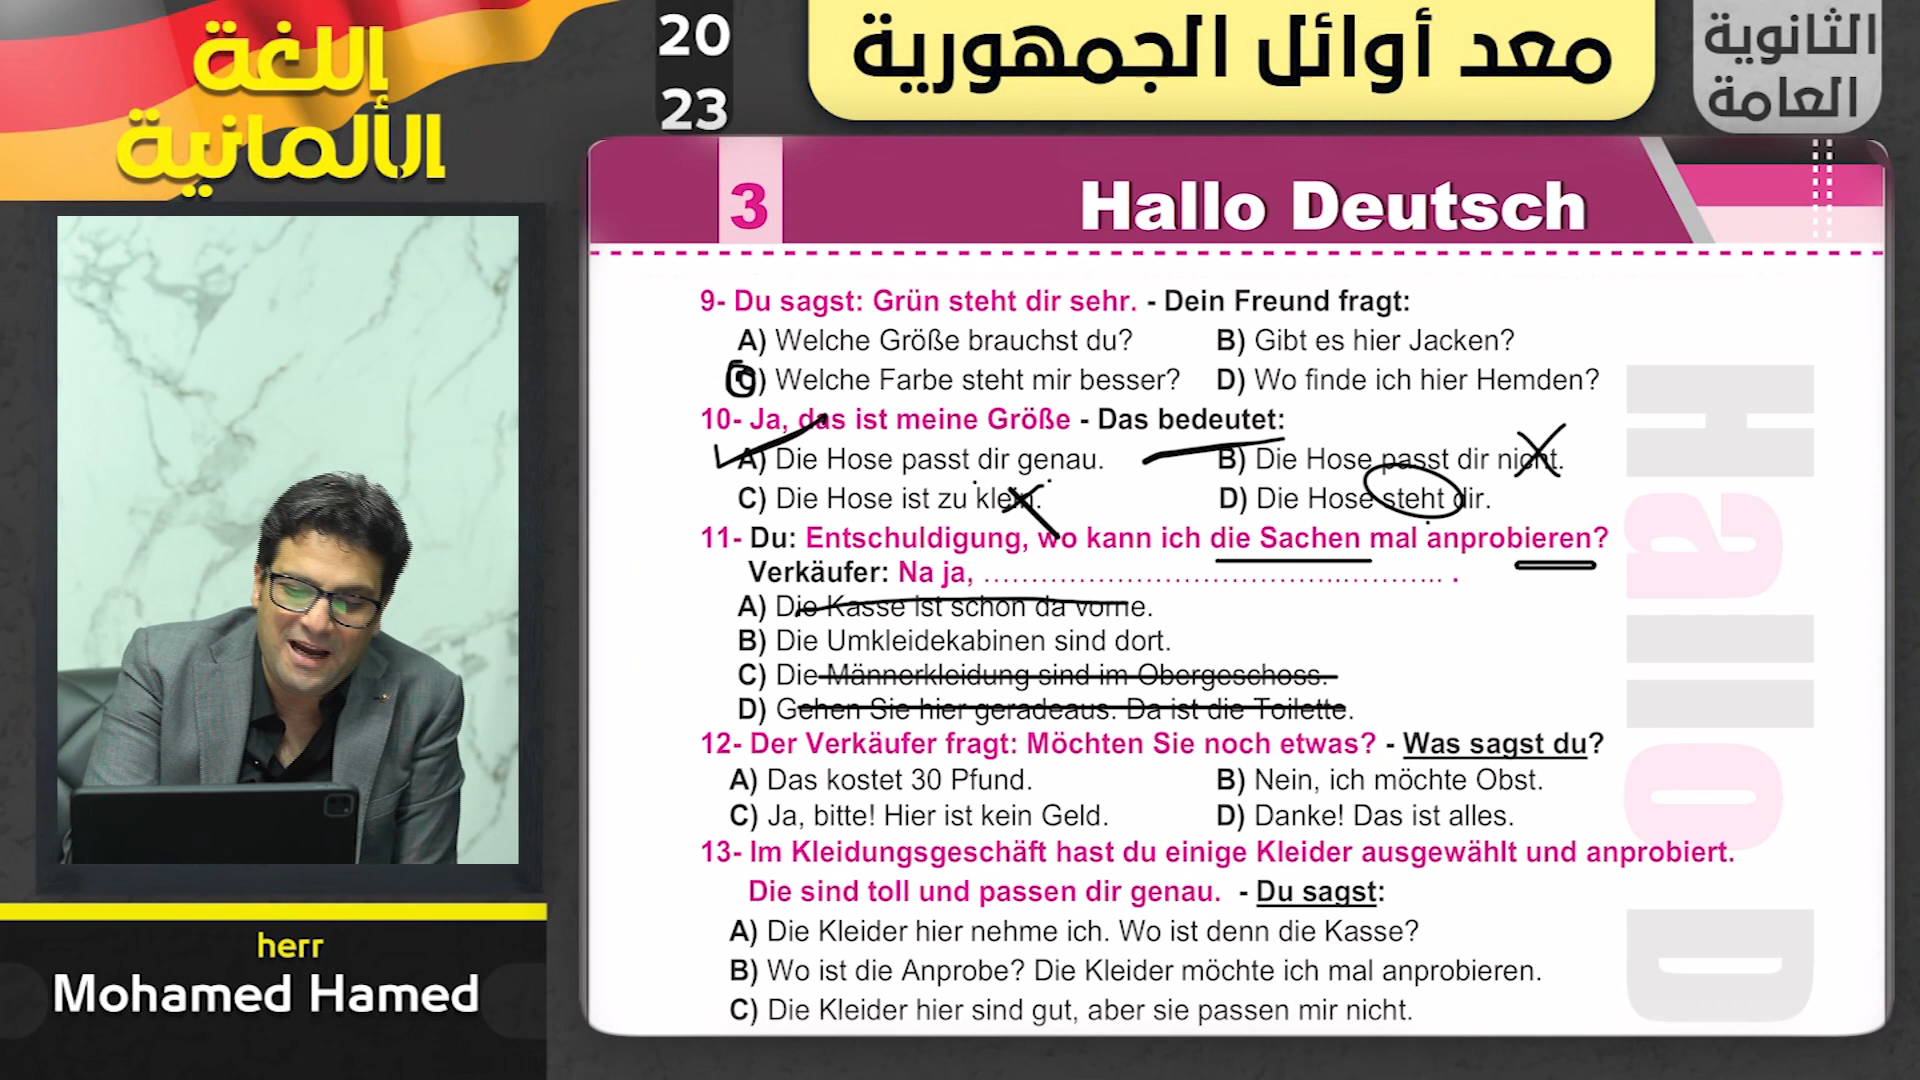 اللغة
الألمانية
20
23
معد أوائل الجمهورية
الثانوية
العامة
3
Hallo Deutsch
9- Du sagst: Grün steht dir sehr. - Dein Freund fragt:
A) Welche Größe brauchst du? B) Gibt es hier Jacken?
C) Welche Farbe steht mir besser? D) Wo finde ich hier Hemden?
10- Ja, das ist meine Größe - Das bedeutet:
A) Die Hose passt dir genau. B) Die Hose passt dir nicht.
C) Die Hose ist zu klein. D) Die Hose steht dir.
11- Du: Entschuldigung, wo kann ich die Sachen mal anprobieren?
Verkäufer: Na ja, ................................................ .
A) Die Kasse ist schon da vorne.
B) Die Umkleidekabinen sind dort.
C) Die Männerkleidung sind im Obergeschoss.
D) Gehen Sie hier geradeaus. Da ist die Toilette.
12- Der Verkäufer fragt: Möchten Sie noch etwas? - Was sagst du?
A) Das kostet 30 Pfund. B) Nein, ich möchte Obst.
C) Ja, bitte! Hier ist kein Geld. D) Danke! Das ist alles.
13- Im Kleidungsgeschäft hast du einige Kleider ausgewählt und anprobiert.
Die sind toll und passen dir genau. - Du sagst:
A) Die Kleider hier nehme ich. Wo ist denn die Kasse?
B) Wo ist die Anprobe? Die Kleider möchte ich mal anprobieren.
C) Die Kleider hier sind gut, aber sie passen mir nicht.
Hallo D
herr
Mohamed Hamed